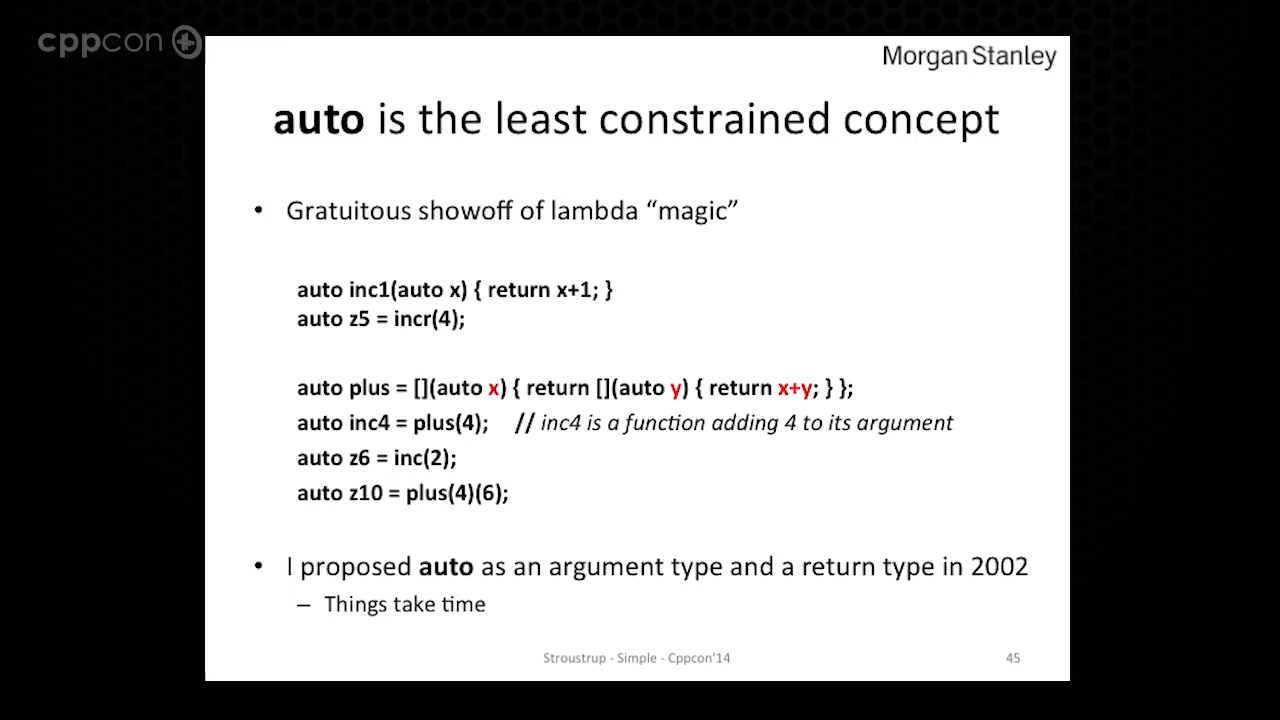 cppcon
Morgan Stanley
auto is the least constrained concept
• Gratuitous showoff of lambda “magic”
auto inc1(auto x) { return x+1; }
auto z5 = incr(4);
auto plus = [](auto x) { return [](auto y) { return x+y; } };
auto inc4 = plus(4); // inc4 is a function adding 4 to its argument
auto z6 = inc(2);
auto z10 = plus(4)(6);
• I proposed auto as an argument type and a return type in 2002
– Things take time
Stroustrup - Simple - Cppcon'14
45